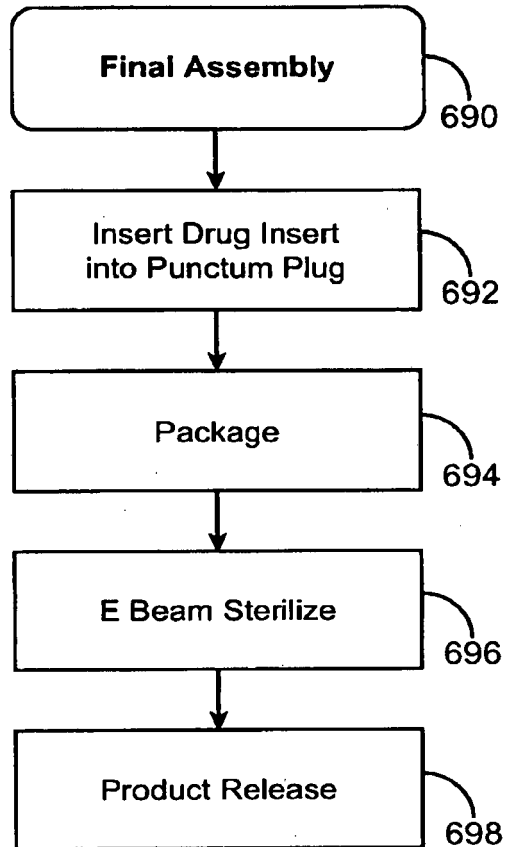 Final Assembly
690
Insert Drug Insert
into Punctum Plug
692
Package
694
E Beam Sterilize
696
Product Release
698